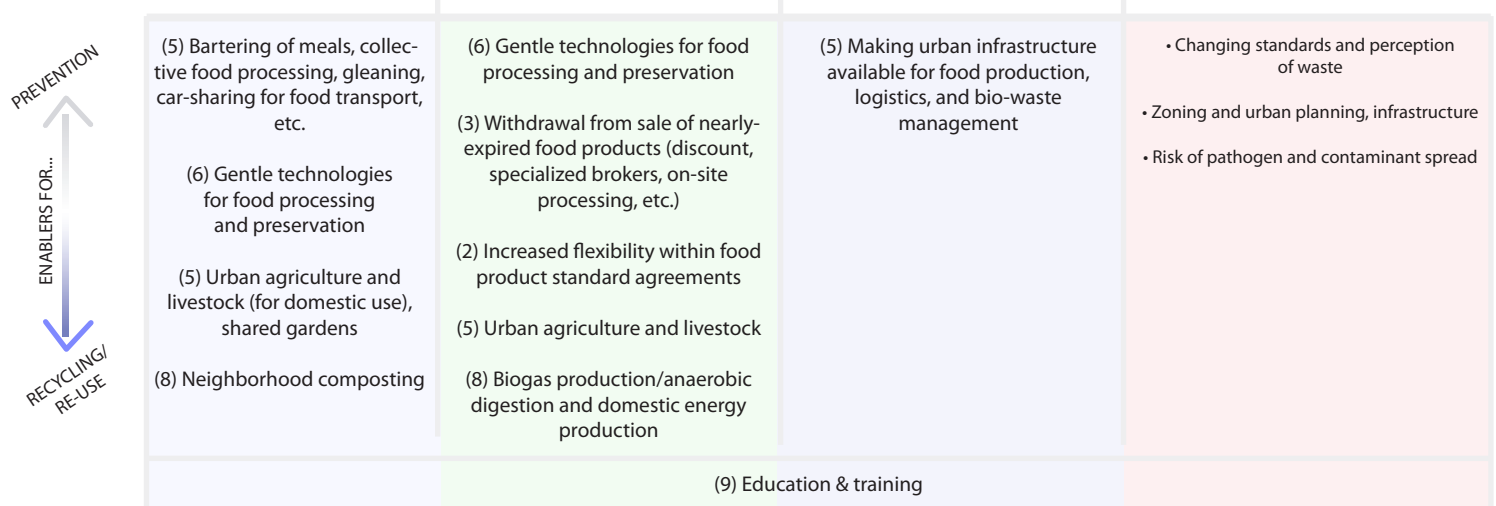 PREVENTION
ENABLERS FOR...
RECYCLING/
RE-USE
(5) Bartering of meals, collec-
tive food processing, gleaning,
car-sharing for food transport,
etc.
(6) Gentle technologies
for food processing
and preservation
(5) Urban agriculture and
livestock (for domestic use),
shared gardens
(8) Neighborhood composting
(6) Gentle technologies for food
processing and preservation
(3) Withdrawal from sale of nearly-
expired food products (discount,
specialized brokers, on-site
processing, etc.)
(2) Increased flexibility within food
product standard agreements
(5) Urban agriculture and livestock
(8) Biogas production/anaerobic
digestion and domestic energy
production
(5) Making urban infrastructure
available for food production,
logistics, and bio-waste
management
• Changing standards and perception
of waste
• Zoning and urban planning, infrastructure
• Risk of pathogen and contaminant spread
(9) Education & training